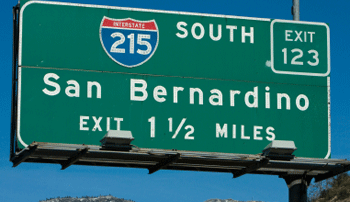 INTERSTATE
215
SOUTH
EXIT
123
San Bernardino
EXIT 1 ½ MILES